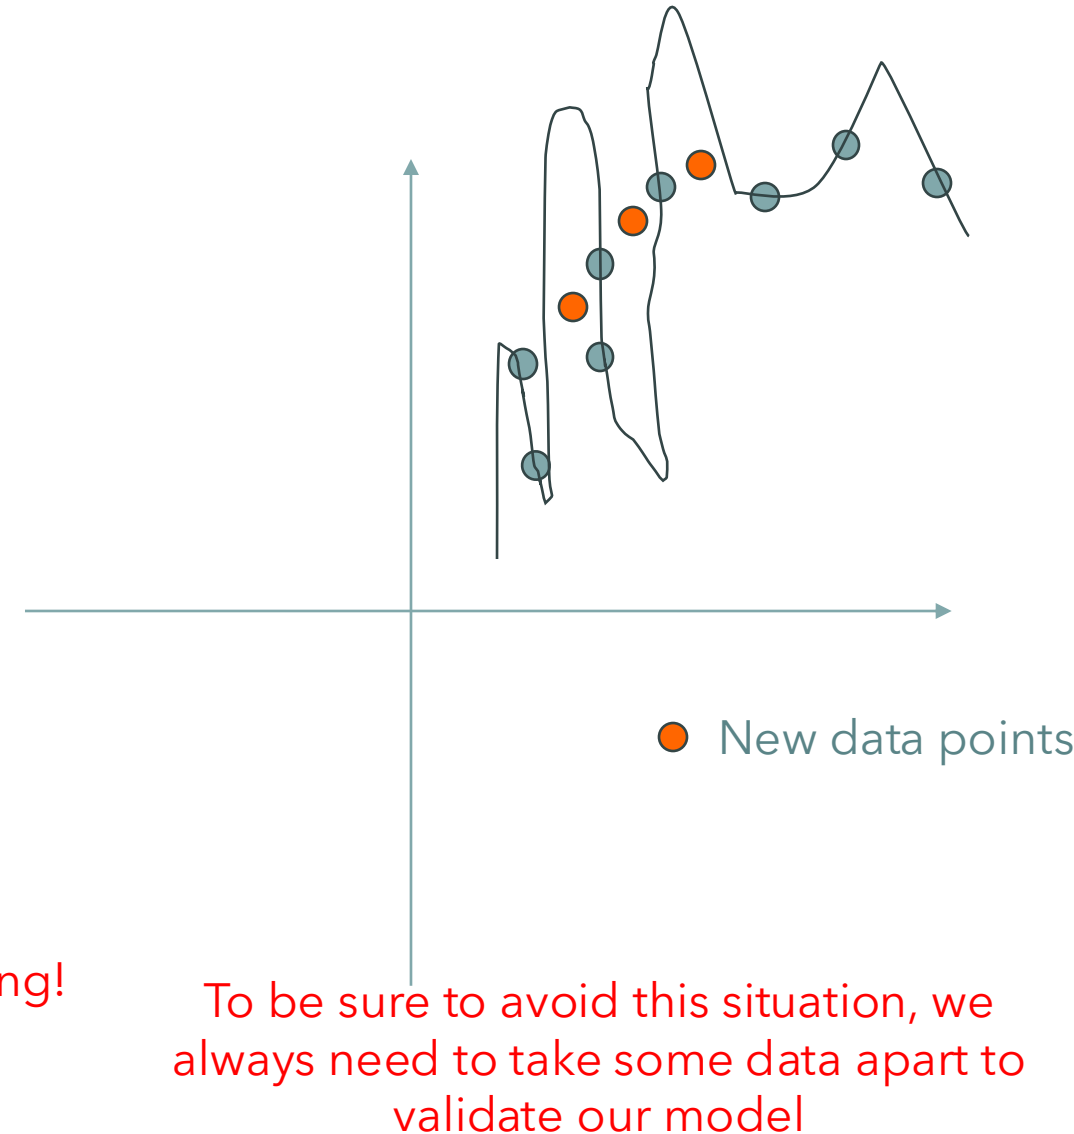 New data points
ng!
To be sure to avoid this situation, we
always need to take some data apart to
validate our model